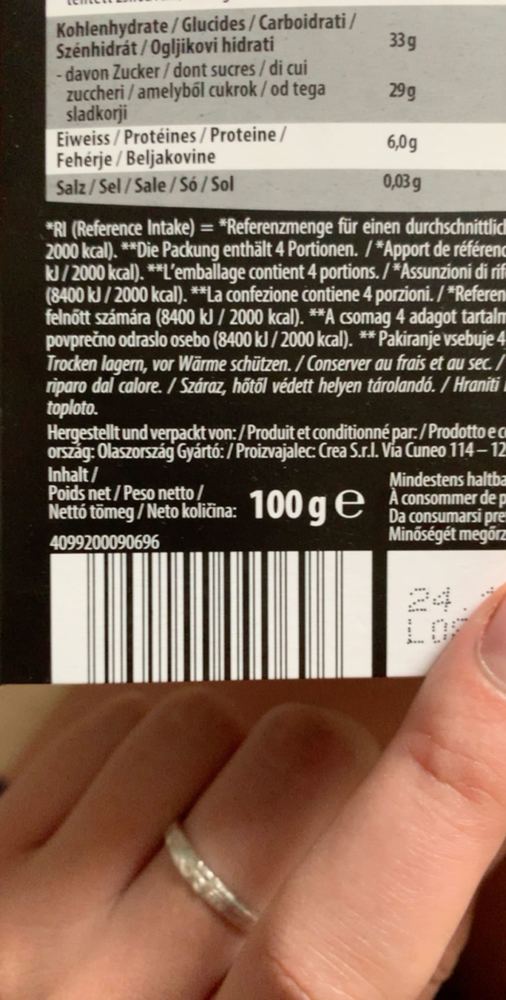 Kohlenhydrate / Glucides / Carboidrati /
Szénhidrát / Ogljikovi hidrati 33 g
- davon Zucker / dont sucres / di cui
zuccheri / amelyből cukrok / od tega 29 g
sladkorji
Eiweiss / Protéines / Proteine /
Fehérje / Beljakovine 6,0 g
Salz / Sel / Sale / Só / Sol 0,03 g
*RI (Reference Intake) = *Referenzmenge für einen durchschnittlich
2000 kcal). **Die Packung enthält 4 Portionen. / *Apport de référenc
kJ / 2000 kcal). **L'emballage contient 4 portions. / *Assunzioni di rif
(8400 kJ / 2000 kcal). **La confezione contiene 4 porzioni. / *Referen
felnőtt számára (8400 kJ / 2000 kcal). **A csomag 4 adagot tartalm
povprečno odraslo osebo (8400 kJ / 2000 kcal). ** Pakiranje vsebuje 4
Trocken lagern, vor Wärme schützen. / Conserver au frais et au sec. /
riparo dal calore. / Száraz, hőtől védett helyen tárolandó. / Hraniti
toploto.
Hergestellt und verpackt von: / Produit et conditionné par: / Prodotto e c
ország: Olaszország Gyártó: / Proizvajalec: Crea S.r.l. Via Cuneo 114 – 12
Inhalt /
Poids net / Peso netto /
Nettó tömeg / Neto količina: 100 g e
Mindestens haltba
À consommer de p
Da consumarsi pre
Minőségét megőrz
4099200090696
24.
L0